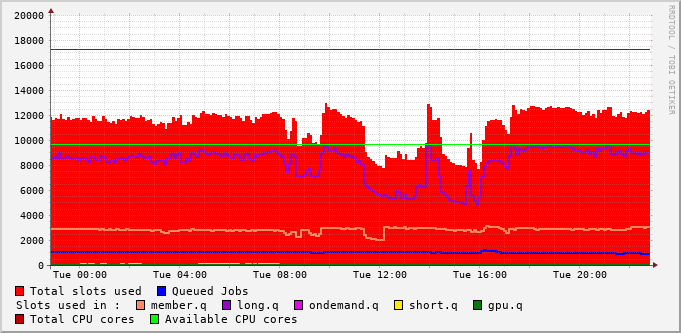 20000
18000
16000
14000
12000
10000
8000
6000
4000
2000
0
Tue 00:00 Tue 04:00 Tue 08:00 Tue 12:00 Tue 16:00 Tue 20:00
Total slots used Queued Jobs
Slots used in : member.q long.q ondemand.q short.q gpu.q
Total CPU cores Available CPU cores
RRDTOOL / TOBI OETIKER